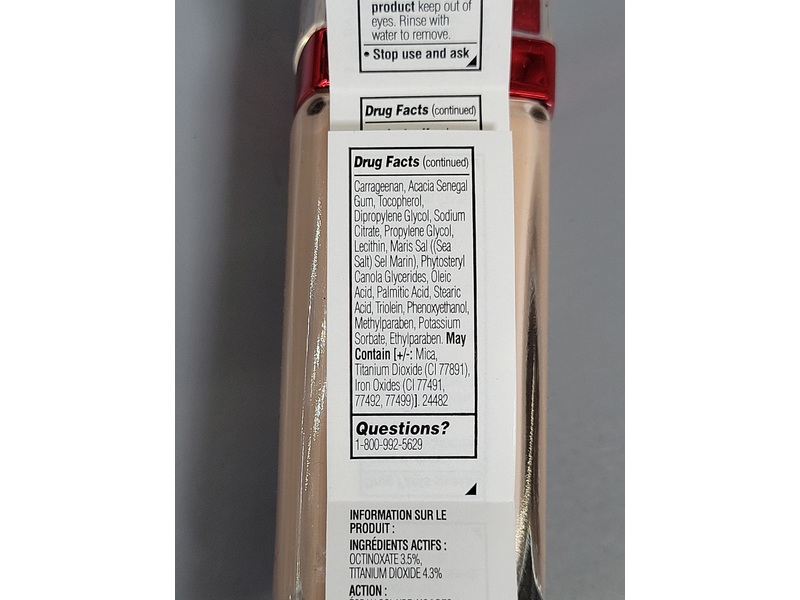 product keep out of
eyes. Rinse with
water to remove.
• Stop use and ask
Drug Facts (continued)
Drug Facts (continued)
Carrageenan, Acacia Senegal
Gum, Tocopherol,
Dipropylene Glycol, Sodium
Citrate, Propylene Glycol,
Lecithin, Maris Sal ((Sea
Salt) Sel Marin), Phytosteryl
Canola Glycerides, Oleic
Acid, Palmitic Acid, Stearic
Acid, Triolein, Phenoxyethanol,
Methylparaben, Potassium
Sorbate, Ethylparaben. May
Contain [+/-: Mica,
Titanium Dioxide (CI 77891),
Iron Oxides (CI 77491,
77492, 77499)]. 24482
Questions?
1-800-992-5629
INFORMATION SUR LE
PRODUIT :
INGRÉDIENTS ACTIFS :
OCTINOXATE 3.5%,
TITANIUM DIOXIDE 4.3%
ACTION :